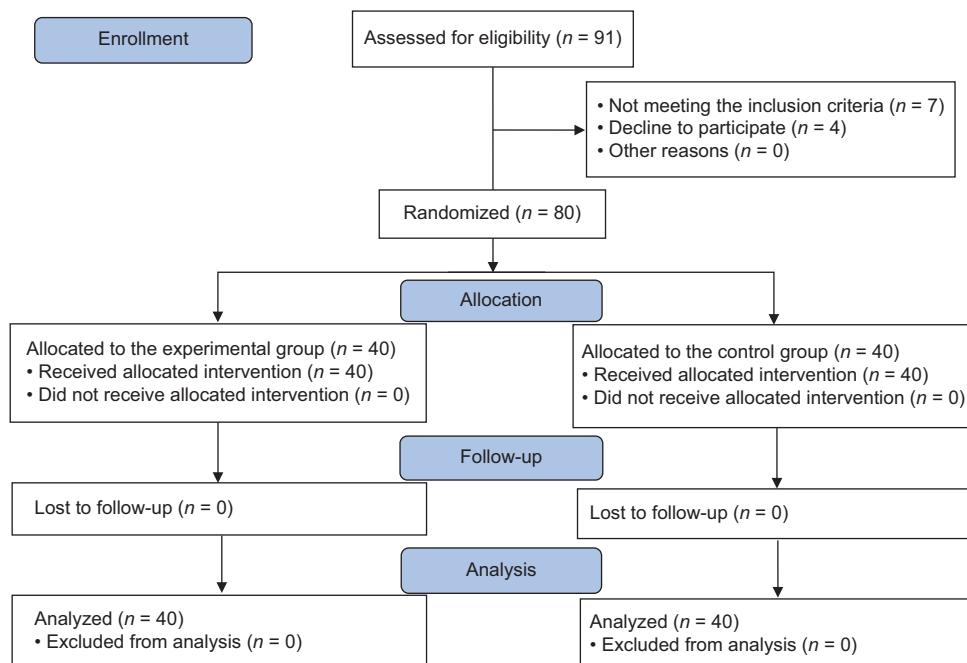 Enrollment
Assessed for eligibility (n = 91)
• Not meeting the inclusion criteria (n = 7)
• Decline to participate (n = 4)
• Other reasons (n = 0)
Randomized (n = 80)
Allocation
Allocated to the experimental group (n = 40)
• Received allocated intervention (n = 40)
• Did not receive allocated intervention (n = 0)
Allocated to the control group (n = 40)
• Received allocated intervention (n = 40)
• Did not receive allocated intervention (n = 0)
Follow-up
Lost to follow-up (n = 0)
Lost to follow-up (n = 0)
Analysis
Analyzed (n = 40)
• Excluded from analysis (n = 0)
Analyzed (n = 40)
• Excluded from analysis (n = 0)